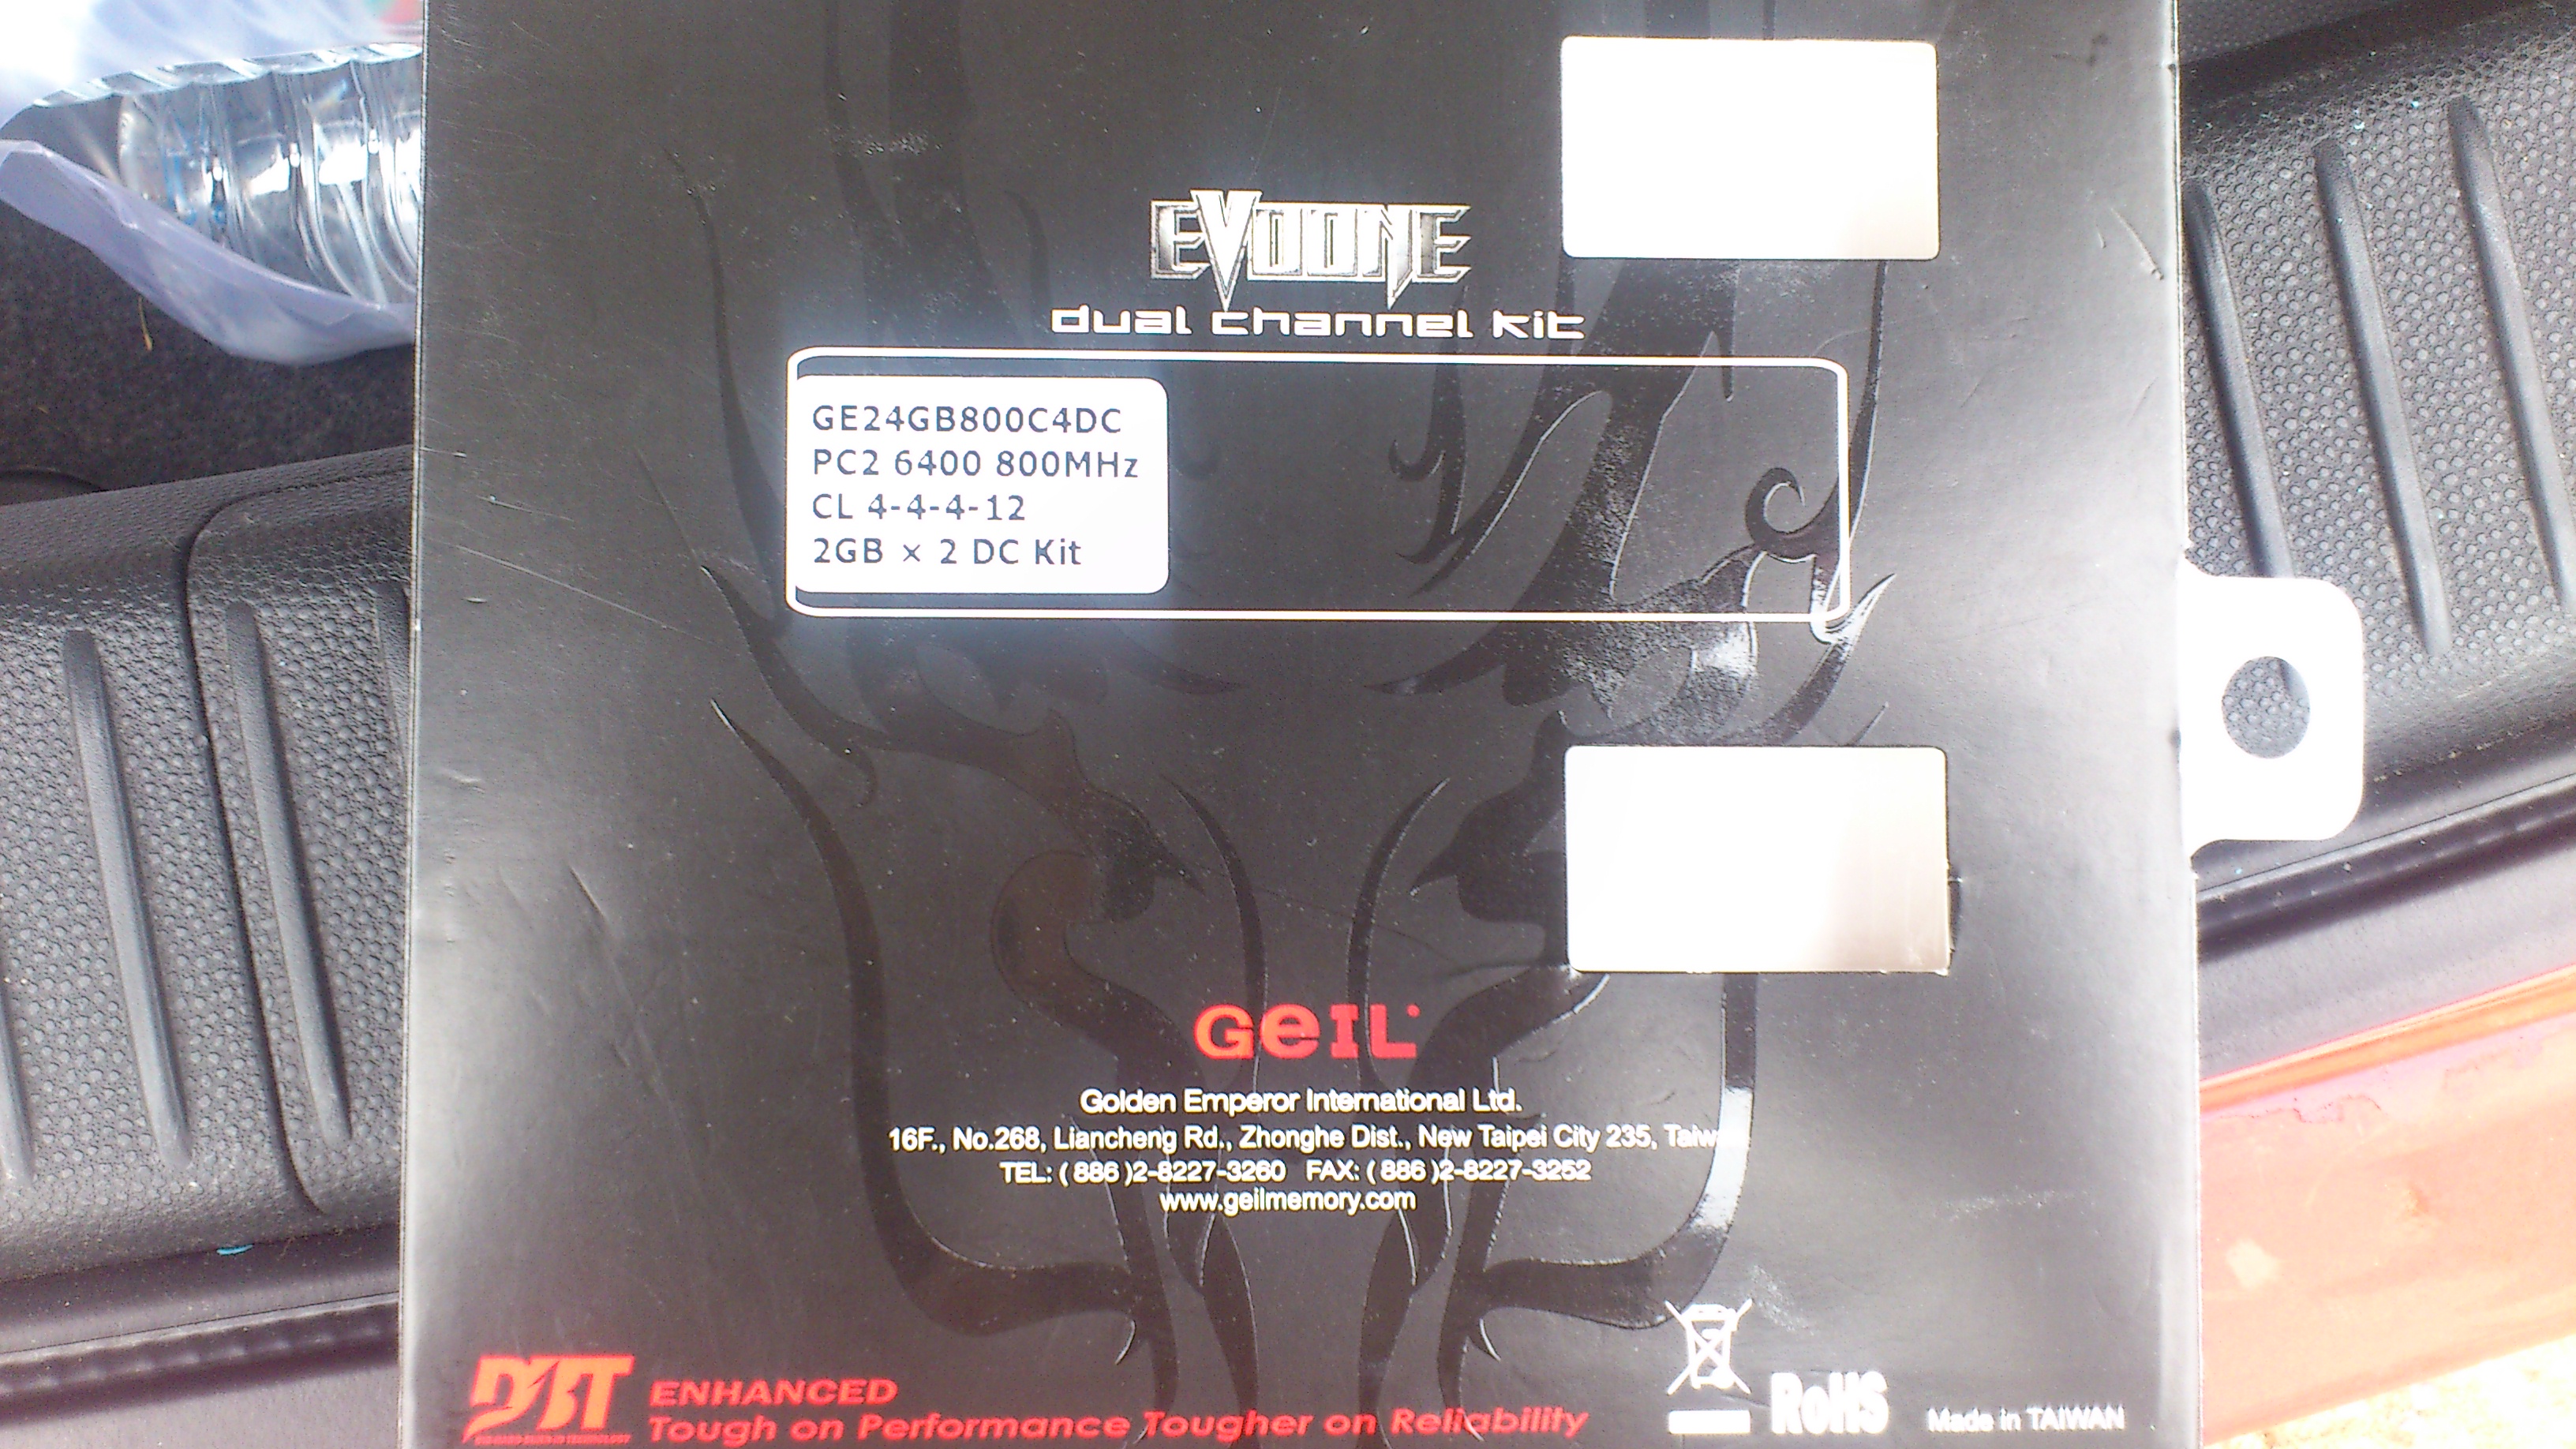 EVOONE
dual channel kit
GE24GB800C4DC
PC2 6400 800MHz
CL 4-4-4-12
2GB × 2 DC Kit
GeIL
Golden Emperor International Ltd.
16F., No.268, Liancheng Rd., Zhonghe Dist., New Taipei City 235,
TEL: ( 886 )2-8227-3260 FAX: ( 886 )2-8227-3252
www.geilmemory.com
DBT
ENHANCED
Tough on Performance Tougher on Reliability
RoHS
Made in TAIWAN